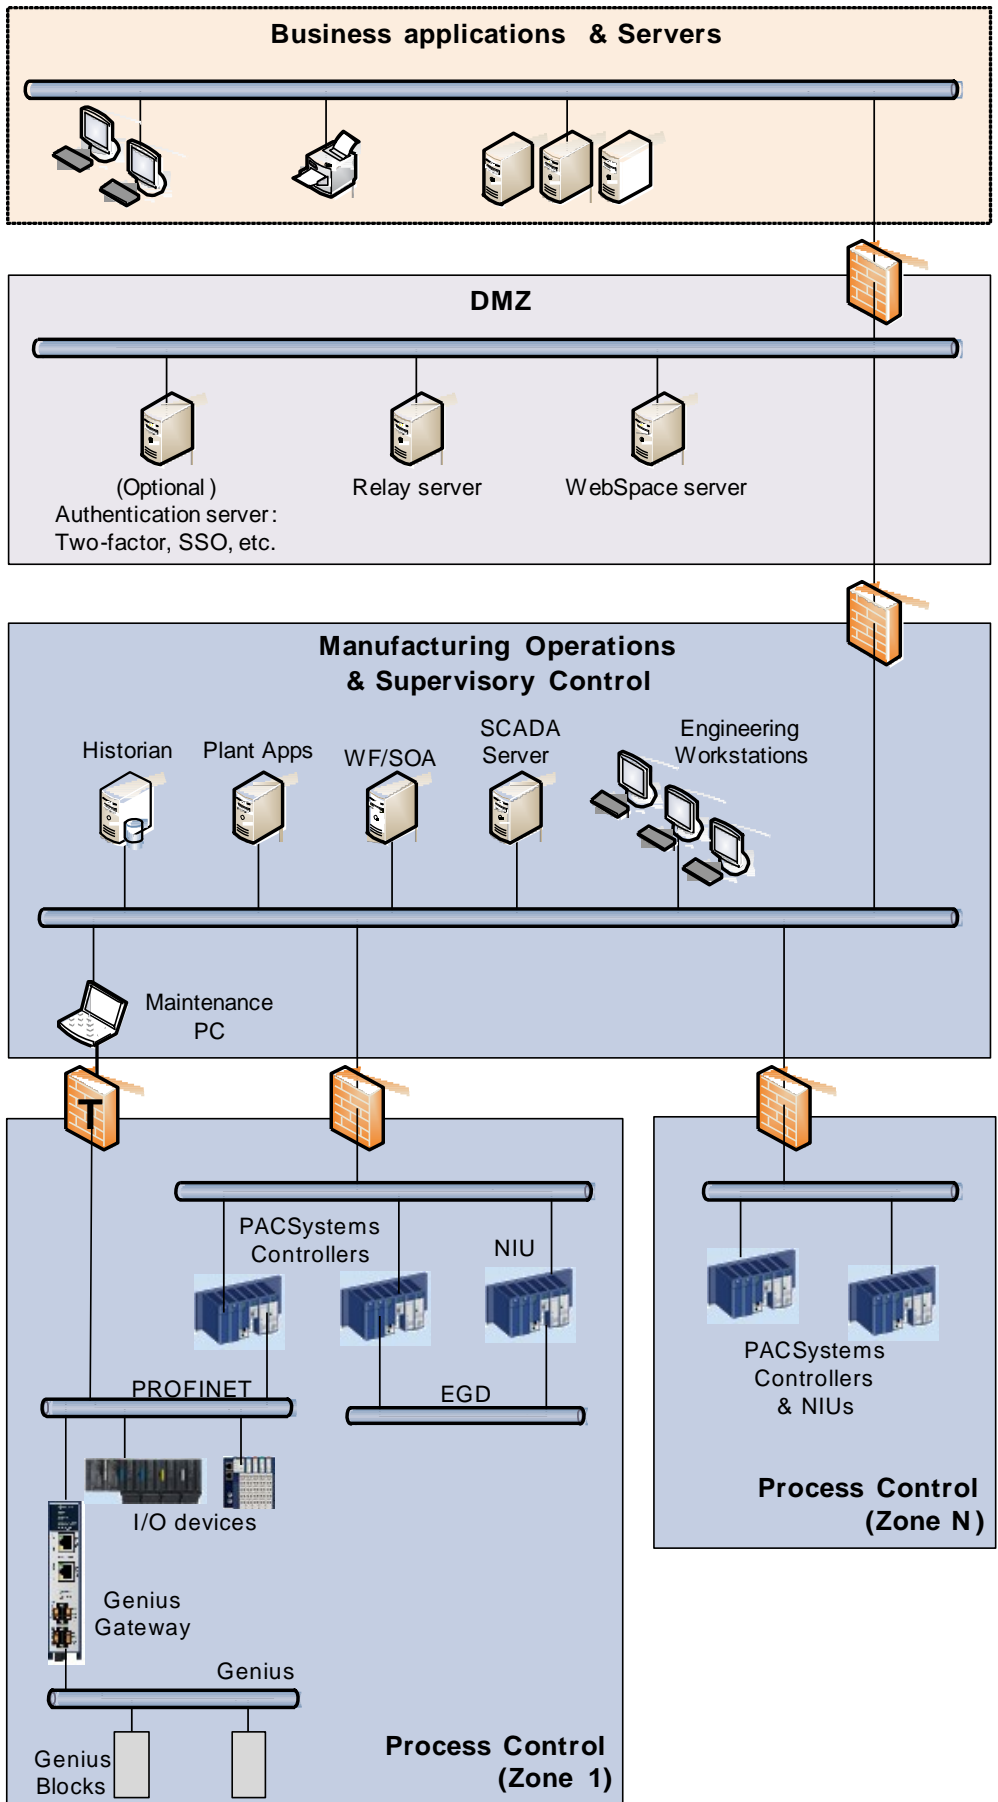 Business applications & Servers
DMZ
(Optional)
Authentication server:
Two-factor, SSO, etc.
Relay server
WebSpace server
Manufacturing Operations
& Supervisory Control
Historian
Plant Apps
WF/SOA
SCADA
Server
Engineering
Workstations
Maintenance
PC
T
PACSystems
Controllers
NIU
PROFINET
EGD
I/O devices
Genius
Gateway
Genius
Genius
Blocks
Process Control
(Zone 1)
PACSystems
Controllers
& NIUs
Process Control
(Zone N)